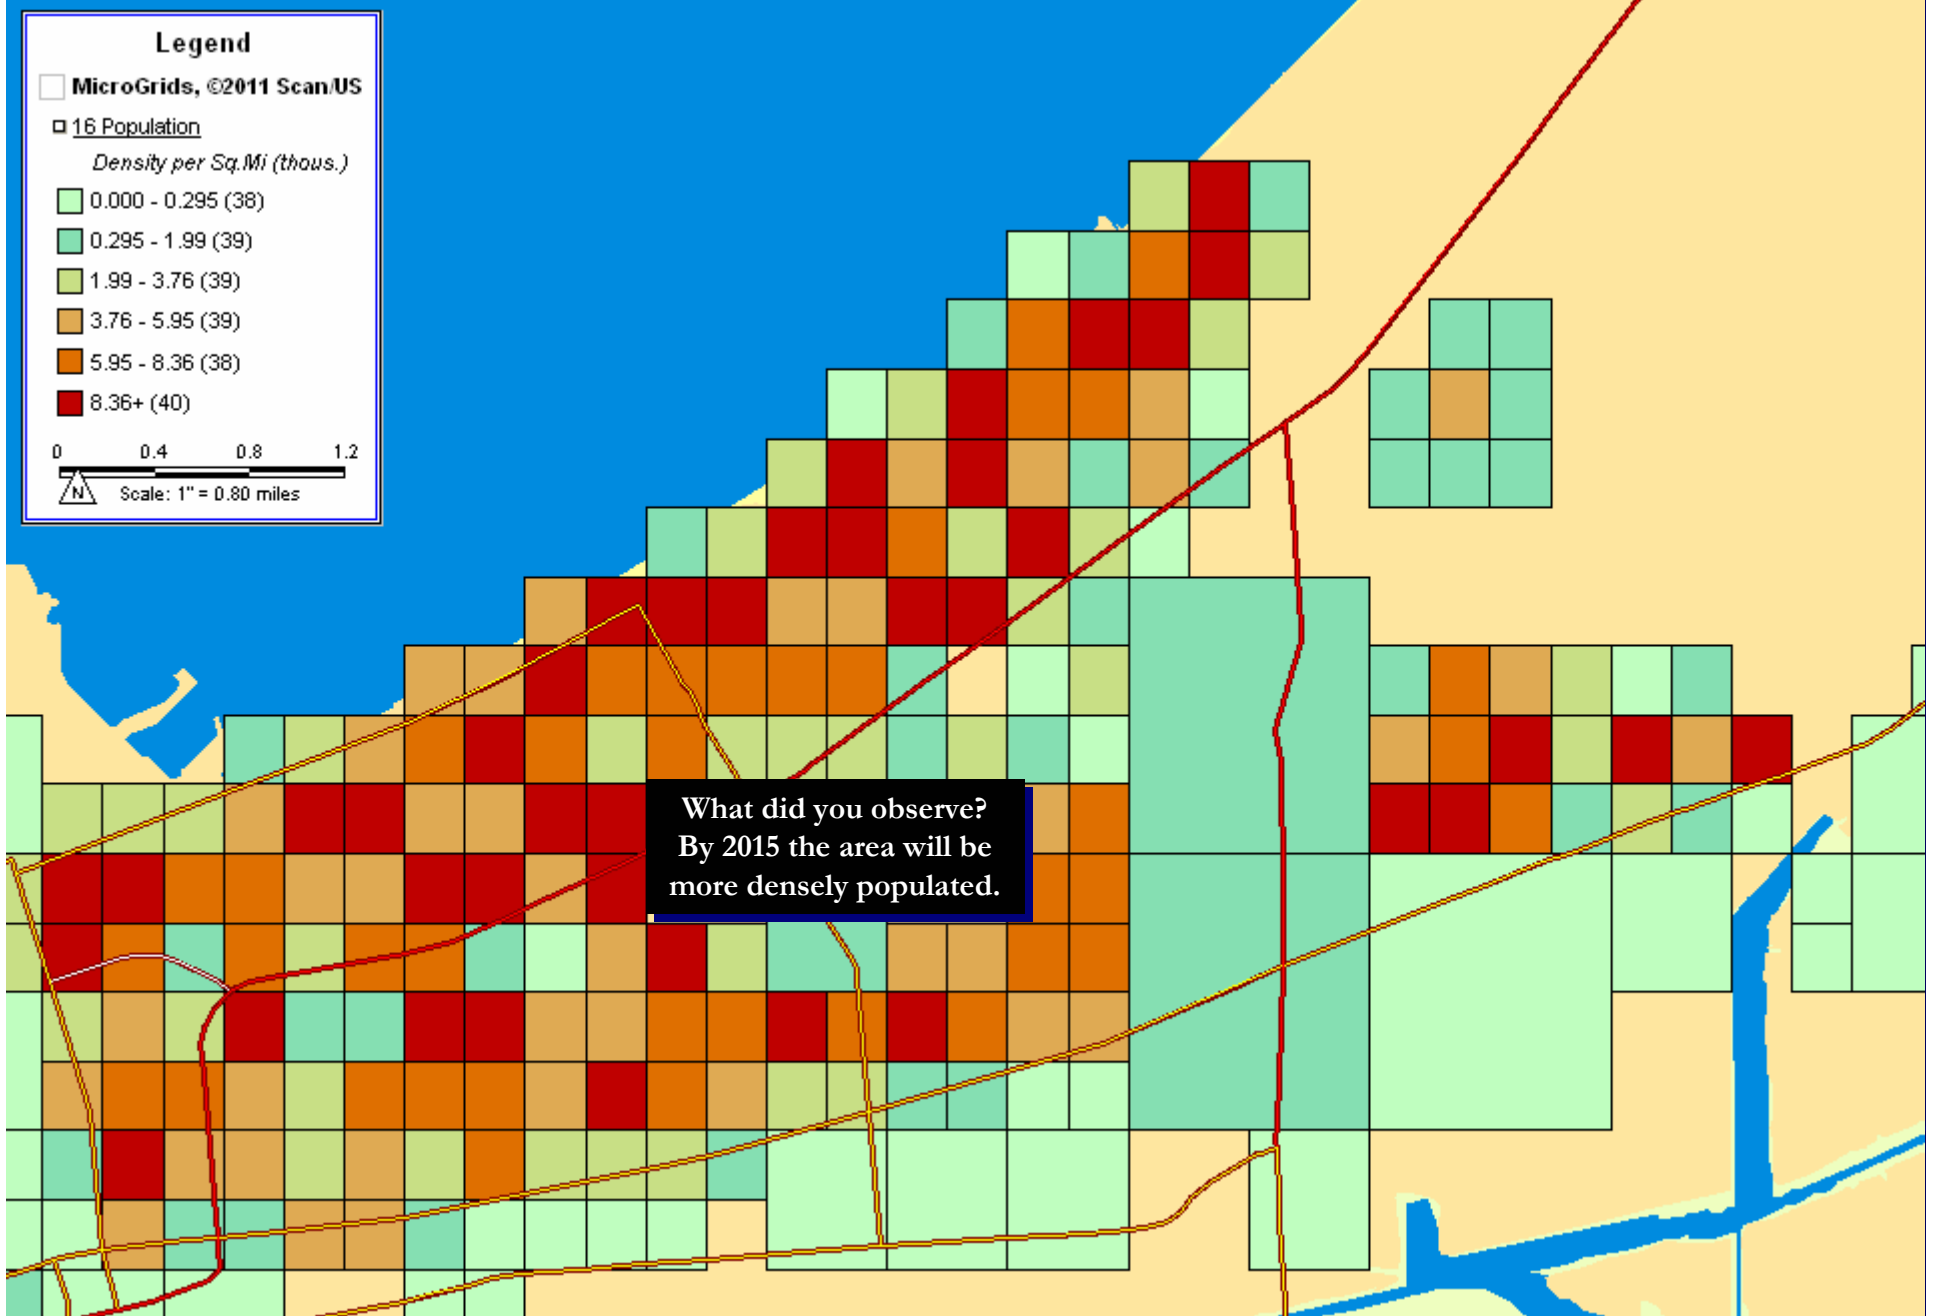 Legend
MicroGrids, ©2011 Scan/US
16 Population
Density per Sq.Mi (thous.)
0.000 - 0.295 (38)
0.295 - 1.99 (39)
1.99 - 3.76 (39)
3.76 - 5.95 (39)
5.95 - 8.36 (38)
8.36+ (40)
0 0.4 0.8 1.2
N Scale: 1" = 0.80 miles
What did you observe?
By 2015 the area will be
more densely populated.